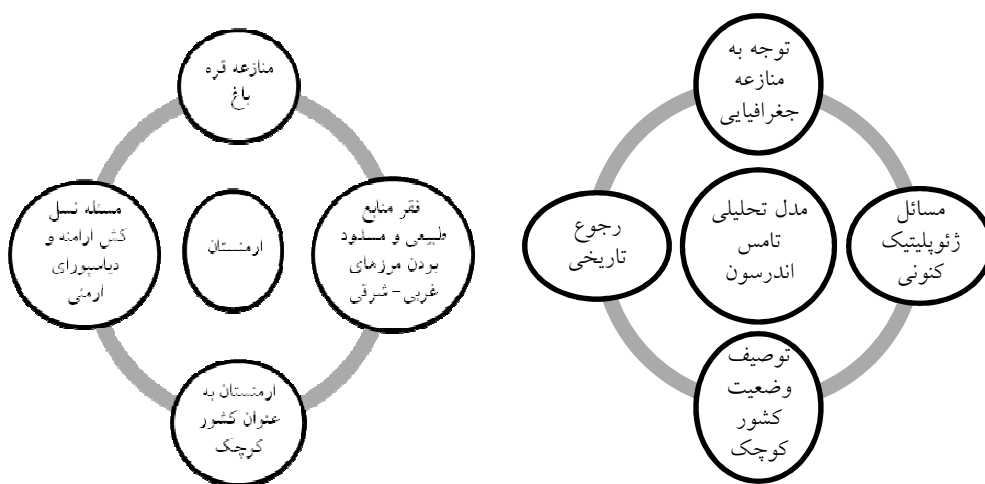 توجه به
منازعه
جغرافیایی
مسائل
ژئوپلیتیک
کنونی
مدل تحلیلی
تامس
اندرسون
رجوع
تاریخی
توصیف
وضعیت
کشور
کوچک
منازعه قره
باغ
فقر منابع
طبیعی و مسدود
بودن مرزهای
غربی - شرقی
ارمنستان
مسئله نسل
کشی ارامنه و
دیاسپورای
ارمنی
ارمنستان به
عنوان کشور
کوچک